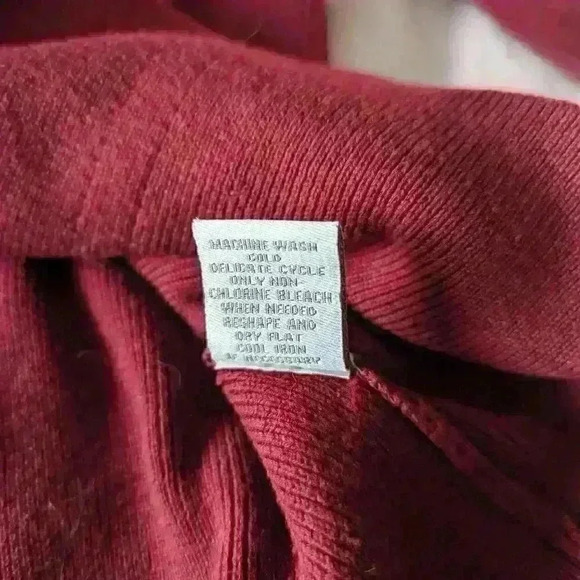 MACHINE WASH
COLD
DELICATE CYCLE
ONLY NON-
CHLORINE BLEACH
WHEN NEEDED
RESHAPE AND
DRY FLAT
COOL IRON
IF NECESSARY